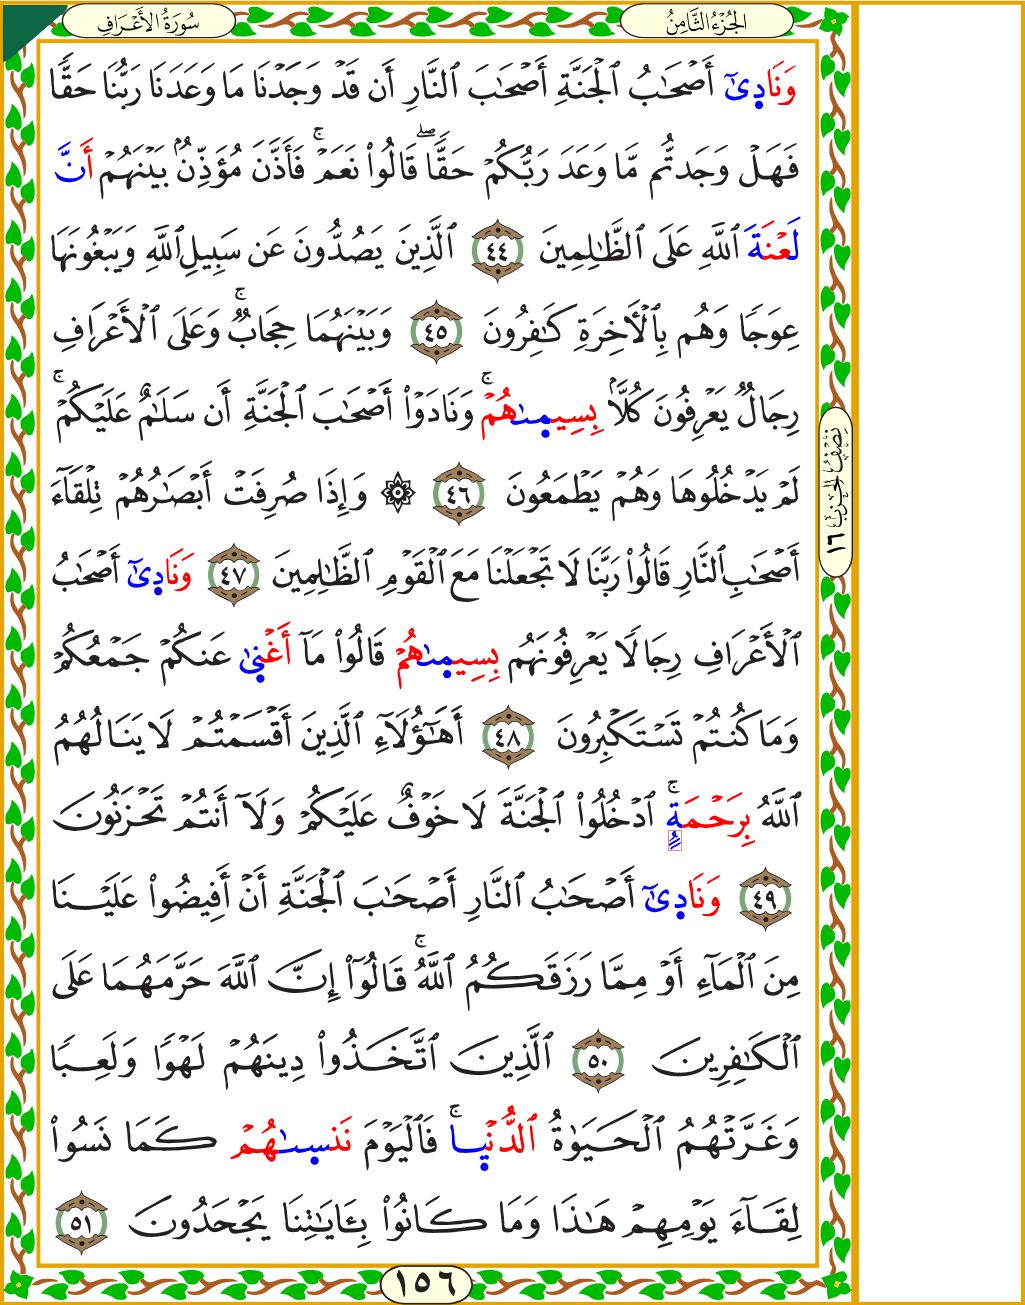 سُورَةُ الأَعْرَافِ
الجُزْءُ الثَّامِنُ
وَنَادِىٰٓ أَصْحَٰبُ ٱلْجَنَّةِ أَصْحَٰبَ ٱلنَّارِ أَن قَدْ وَجَدْنَا مَا وَعَدَنَا رَبُّنَا حَقًّا
فَهَلْ وَجَدتُّم مَّا وَعَدَ رَبُّكُمْ حَقًّا ۖ قَالُوا۟ نَعَمْ ۚ فَأَذَّنَ مُؤَذِّنٌۢ بَيْنَهُمْ أَنَّ
لَعْنَةَ ٱللَّهِ عَلَى ٱلظَّٰلِمِينَ ٤٤ ٱلَّذِينَ يَصُدُّونَ عَن سَبِيلِ ٱللَّهِ وَيَبْغُونَهَا
عِوَجًا وَهُم بِٱلْأَخِرَةِ كَٰفِرُونَ ٤٥ وَبَيْنَهُمَا حِجَابٌ ۚ وَعَلَى ٱلْأَعْرَافِ
رِجَالٌ يَعْرِفُونَ كُلًّۢا بِسِيمىٰهُمْ ۚ وَنَادَوْا۟ أَصْحَٰبَ ٱلْجَنَّةِ أَن سَلَٰمٌ عَلَيْكُمْ ۚ
لَمْ يَدْخُلُوهَا وَهُمْ يَطْمَعُونَ ٤٦ ۞ وَإِذَا صُرِفَتْ أَبْصَٰرُهُمْ تِلْقَآءَ
أَصْحَٰبِ ٱلنَّارِ قَالُوا۟ رَبَّنَا لَا تَجْعَلْنَا مَعَ ٱلْقَوْمِ ٱلظَّٰلِمِينَ ٤٧ وَنَادِىٰٓ أَصْحَٰبُ
ٱلْأَعْرَافِ رِجَالًا يَعْرِفُونَهُم بِسِيمىٰهُمْ قَالُوا۟ مَآ أَغْنىٰ عَنكُمْ جَمْعُكُمْ
وَمَا كُنتُمْ تَسْتَكْبِرُونَ ٤٨ أَهَٰٓؤُلَآءِ ٱلَّذِينَ أَقْسَمْتُمْ لَا يَنَالُهُمُ
ٱللَّهُ بِرَحْمَةٍ ۚ ٱدْخُلُوا۟ ٱلْجَنَّةَ لَا خَوْفٌ عَلَيْكُمْ وَلَآ أَنتُمْ تَحْزَنُونَ
٤٩ وَنَادِىٰٓ أَصْحَٰبُ ٱلنَّارِ أَصْحَٰبَ ٱلْجَنَّةِ أَنْ أَفِيضُوا۟ عَلَيْنَا
مِنَ ٱلْمَآءِ أَوْ مِمَّا رَزَقَكُمُ ٱللَّهُ ۚ قَالُوٓا۟ إِنَّ ٱللَّهَ حَرَّمَهُمَا عَلَى
ٱلْكَٰفِرِينَ ٥٠ ٱلَّذِينَ ٱتَّخَذُوا۟ دِينَهُمْ لَهْوًا وَلَعِبًا
وَغَرَّتْهُمُ ٱلْحَيَوٰةُ ٱلدُّنْيا ۚ فَٱلْيَوْمَ نَنسىٰهُمْ كَمَا نَسُوا۟
لِقَآءَ يَوْمِهِمْ هَٰذَا وَمَا كَانُوا۟ بِـَٔايَٰتِنَا يَجْحَدُونَ ٥١
نِصْفُ الحِزْبِ ١٦
١٥٦